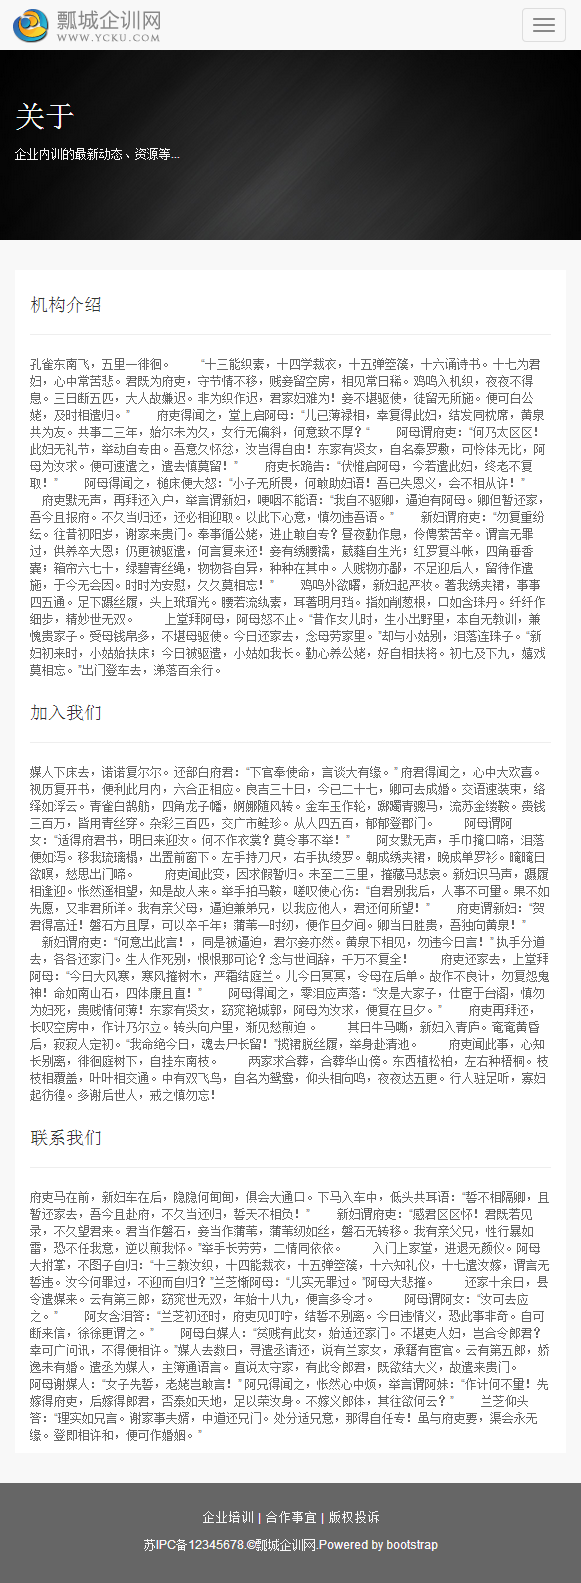 瓢城企训网
WWW.YCKU.COM
关于
企业内训的最新动态、资源等...
机构介绍
孔雀东南飞，五里一徘徊。 “十三能织素，十四学裁衣，十五弹箜篌，十六诵诗书。十七为君
妇，心中常苦悲。君既为府吏，守节情不移，贱妾留空房，相见常日稀。鸡鸣入机织，夜夜不得
息。三日断五匹，大人故嫌迟。非为织作迟，君家妇难为！妾不堪驱使，徒留无所施。便可白公
姥，及时相遣归。” 府吏得闻之，堂上启阿母：“儿已薄禄相，幸复得此妇，结发同枕席，黄泉
共为友。共事二三年，始尔未为久，女行无偏斜，何意致不厚？“ 阿母谓府吏：“何乃太区区！
此妇无礼节，举动自专由。吾意久怀忿，汝岂得自由！东家有贤女，自名秦罗敷，可怜体无比，阿
母为汝求。便可速遣之，遣去慎莫留！” 府吏长跪告：“伏惟启阿母，今若遣此妇，终老不复
取！” 阿母得闻之，槌床便大怒：“小子无所畏，何敢助妇语！吾已失恩义，会不相从许！”
府吏默无声，再拜还入户，举言谓新妇，哽咽不能语：“我自不驱卿，逼迫有阿母。卿但暂还家，
吾今且报府。不久当归还，还必相迎取。以此下心意，慎勿违吾语。” 新妇谓府吏：“勿复重纷
纭。往昔初阳岁，谢家来贵门。奉事循公姥，进止敢自专？昼夜勤作息，伶俜萦苦辛。谓言无罪
过，供养卒大恩；仍更被驱遣，何言复来还！妾有绣腰襦，葳蕤自生光；红罗复斗帐，四角垂香
囊；箱帘六七十，绿碧青丝绳，物物各自异，种种在其中。人贱物亦鄙，不足迎后人，留待作遣
施，于今无会因。时时为安慰，久久莫相忘！” 鸡鸣外欲曙，新妇起严妆。著我绣夹裙，事事
四五通。足下蹑丝履，头上玳瑁光。腰若流纨素，耳著明月珰。指如削葱根，口如含珠丹。纤纤作
细步，精妙世无双。 上堂拜阿母，阿母怒不止。“昔作女儿时，生小出野里，本自无教训，兼
愧贵家子。受母钱帛多，不堪母驱使。今日还家去，念母劳家里。”却与小姑别，泪落连珠子。“新
妇初来时，小姑始扶床；今日被驱遣，小姑如我长。勤心养公姥，好自相扶将。初七及下九，嬉戏
莫相忘。”出门登车去，涕落百余行。
加入我们
媒人下床去，诺诺复尔尔。还部白府君：“下官奉使命，言谈大有缘。” 府君得闻之，心中大欢喜。
视历复开书，便利此月内，六合正相应。良吉三十日，今已二十七，卿可去成婚。交语速装束，络
绎如浮云。青雀白鹄舫，四角龙子幡，婀娜随风转。金车玉作轮，踯躅青骢马，流苏金缕鞍。赍钱
三百万，皆用青丝穿。杂彩三百匹，交广市鲑珍。从人四五百，郁郁登郡门。 阿母谓阿
女：“适得府君书，明日来迎汝。何不作衣裳？莫令事不举！” 阿女默无声，手巾掩口啼，泪落
便如泻。移我琉璃榻，出置前窗下。左手持刀尺，右手执绫罗。朝成绣夹裙，晚成单罗衫。晻晻日
欲暝，愁思出门啼。 府吏闻此变，因求假暂归。未至二三里，摧藏马悲哀。新妇识马声，蹑履
相逢迎。怅然遥相望，知是故人来。举手拍马鞍，嗟叹使心伤：“自君别我后，人事不可量。果不如
先愿，又非君所详。我有亲父母，逼迫兼弟兄，以我应他人，君还何所望！” 府吏谓新妇：“贺
君得高迁！磐石方且厚，可以卒千年；蒲苇一时纫，便作旦夕间。卿当日胜贵，吾独向黄泉！”
新妇谓府吏：“何意出此言！，同是被逼迫，君尔妾亦然。黄泉下相见，勿违今日言！” 执手分道
去，各各还家门。生人作死别，恨恨那可论？念与世间辞，千万不复全！ 府吏还家去，上堂拜
阿母：“今日大风寒，寒风摧树木，严霜结庭兰。儿今日冥冥，令母在后单。故作不良计，勿复怨鬼
神！命如南山石，四体康且直！” 阿母得闻之，零泪应声落：“汝是大家子，仕宦于台阁，慎勿
为妇死，贵贱情何薄！东家有贤女，窈窕艳城郭，阿母为汝求，便复在旦夕。” 府吏再拜还，
长叹空房中，作计乃尔立。转头向户里，渐见愁煎迫 。 其日牛马嘶，新妇入青庐。奄奄黄昏
后，寂寂人定初。“我命绝今日，魂去尸长留！”揽裙脱丝履，举身赴清池。 府吏闻此事，心知
长别离，徘徊庭树下，自挂东南枝。 两家求合葬，合葬华山傍。东西植松柏，左右种梧桐。枝
枝相覆盖，叶叶相交通。中有双飞鸟，自名为鸳鸯，仰头相向鸣，夜夜达五更。行人驻足听，寡妇
起彷徨。多谢后世人，戒之慎勿忘！
联系我们
府吏马在前，新妇车在后，隐隐何甸甸，俱会大通口。下马入车中，低头共耳语：“誓不相隔卿，且
暂还家去，吾今且赴府，不久当还归，誓天不相负！” 新妇谓府吏：“感君区区怀！君既若见
录，不久望君来。君当作磐石，妾当作蒲苇，蒲苇纫如丝，磐石无转移。我有亲父兄，性行暴如
雷，恐不任我意，逆以煎我怀。”举手长劳劳，二情同依依。 入门上家堂，进退无颜仪。阿母
大拊掌，不图子自归：“十三教汝织，十四能裁衣，十五弹箜篌，十六知礼仪，十七遣汝嫁，谓言无
誓违。汝今何罪过，不迎而自归？”兰芝惭阿母：“儿实无罪过。”阿母大悲摧。 还家十余日，县
令遣媒来。云有第三郎，窈窕世无双，年始十八九，便言多令才。 阿母谓阿女：“汝可去应
之。” 阿女含泪答：“兰芝初还时，府吏见叮咛，结誓不别离。今日违情义，恐此事非奇。自可
断来信，徐徐更谓之。” 阿母白媒人：“贫贱有此女，始适还家门。不堪吏人妇，岂合令郎君？
幸可广问讯，不得便相许。”媒人去数日，寻遣丞请还，说有兰家女，承籍有宦官。云有第五郎，娇
逸未有婚。遣丞为媒人，主簿通语言。直说太守家，有此令郎君，既欲结大义，故遣来贵门。
阿母谢媒人：“女子先誓，老姥岂敢言！” 阿兄得闻之，怅然心中烦，举言谓阿妹：“作计何不量！先
嫁得府吏，后嫁得郎君，否泰如天地，足以荣汝身。不嫁义郎体，其往欲何云？” 兰芝仰头
答：“理实如兄言。谢家事夫婿，中道还兄门。处分适兄意，那得自任专！虽与府吏要，渠会永无
缘。登即相许和，便可作婚姻。”
企业培训 | 合作事宜 | 版权投诉
苏IPC备12345678.©瓢城企训网.Powered by bootstrap